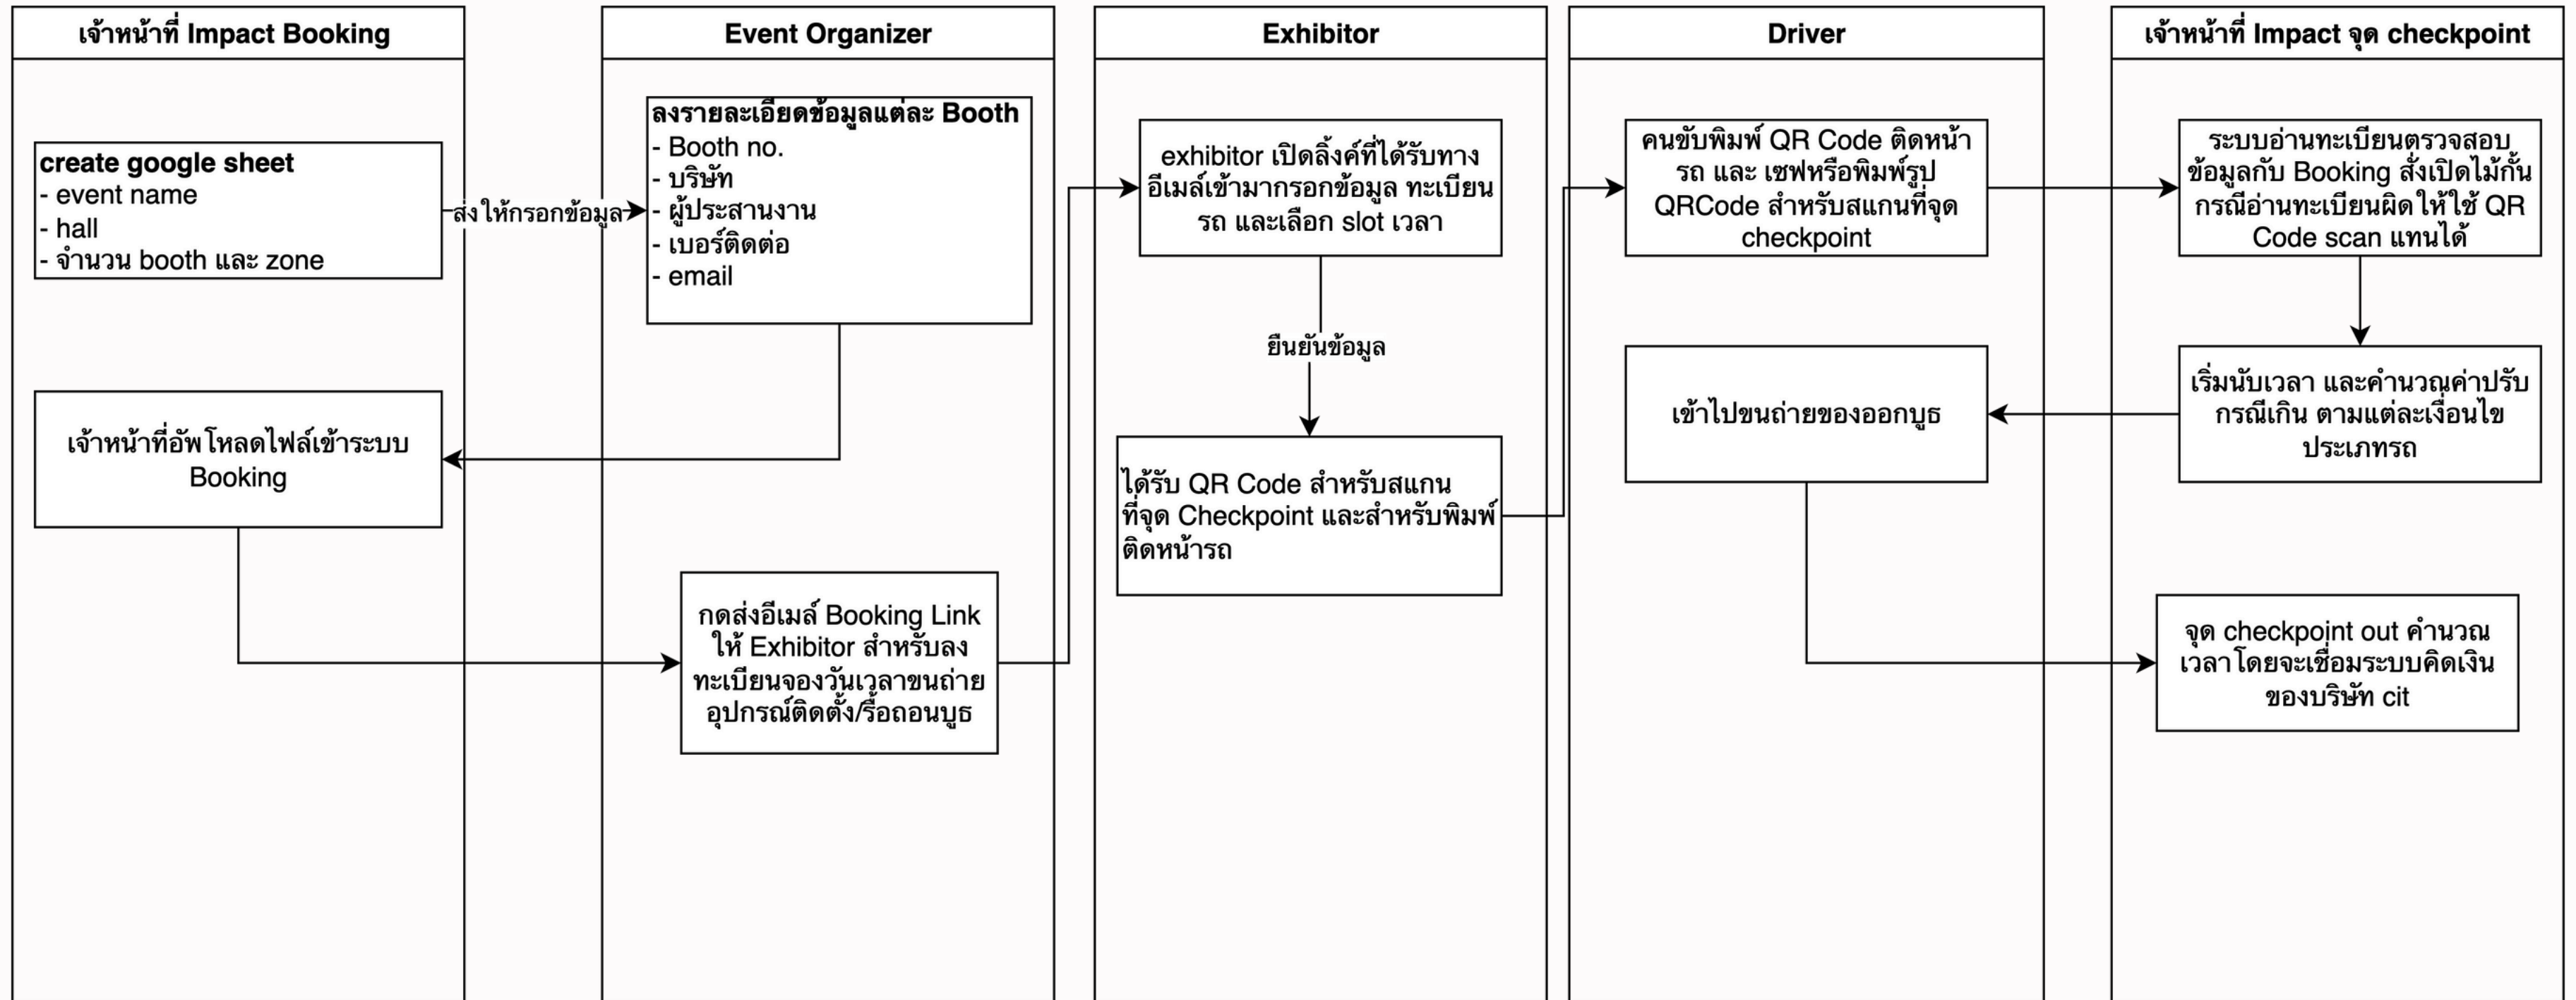 เจ้าหน้าที่ Impact Booking
create google sheet
- event name
- hall
- จำนวน booth และ zone
ส่งให้กรอกข้อมูล
เจ้าหน้าที่อัพโหลดไฟล์เข้าระบบ
Booking
Event Organizer
ลงรายละเอียดข้อมูลแต่ละ Booth
- Booth no.
- บริษัท
- ผู้ประสานงาน
- เบอร์ติดต่อ
- email
กดส่งอีเมล์ Booking Link
ให้ Exhibitor สำหรับลง
ทะเบียนจองวันเวลาขนถ่าย
อุปกรณ์ติดตั้ง/รื้อถอนบูธ
Exhibitor
exhibitor เปิดลิ้งค์ที่ได้รับทาง
อีเมล์เข้ามากรอกข้อมูล ทะเบียน
รถ และเลือก slot เวลา
ยืนยันข้อมูล
ได้รับ QR Code สำหรับสแกน
ที่จุด Checkpoint และสำหรับพิมพ์
ติดหน้ารถ
Driver
คนขับพิมพ์ QR Code ติดหน้า
รถ และ เซฟหรือพิมพ์รูป
QRCode สำหรับสแกนที่จุด
checkpoint
เข้าไปขนถ่ายของออกบูธ
เจ้าหน้าที่ Impact จุด checkpoint
ระบบอ่านทะเบียนตรวจสอบ
ข้อมูลกับ Booking สั่งเปิดไม้กั้น
กรณีอ่านทะเบียนผิดให้ใช้ QR
Code scan แทนได้
เริ่มนับเวลา และคำนวณค่าปรับ
กรณีเกิน ตามแต่ละเงื่อนไข
ประเภทรถ
จุด checkpoint out คำนวณ
เวลาโดยจะเชื่อมระบบคิดเงิน
ของบริษัท cit